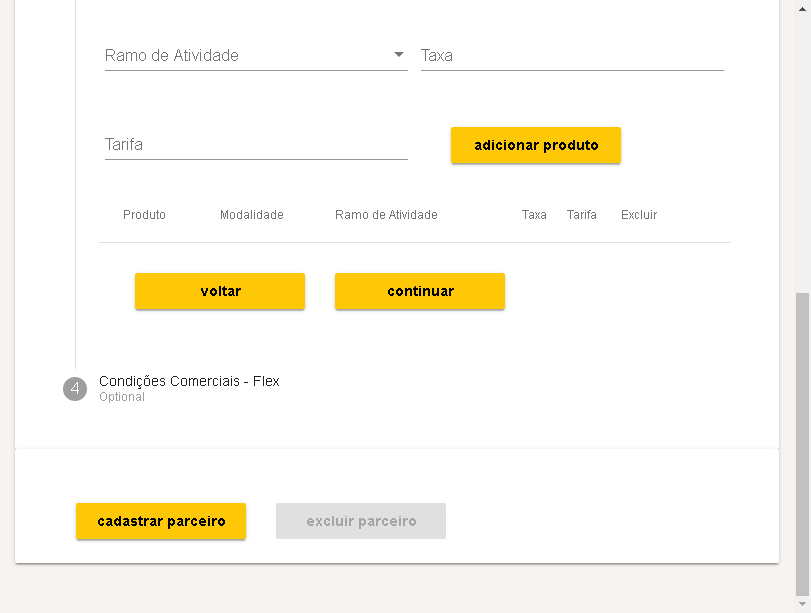 Ramo de Atividade Taxa
Tarifa adicionar produto
Produto Modalidade Ramo de Atividade Taxa Tarifa Excluir
voltar continuar
4 Condições Comerciais - Flex
Optional
cadastrar parceiro excluir parceiro